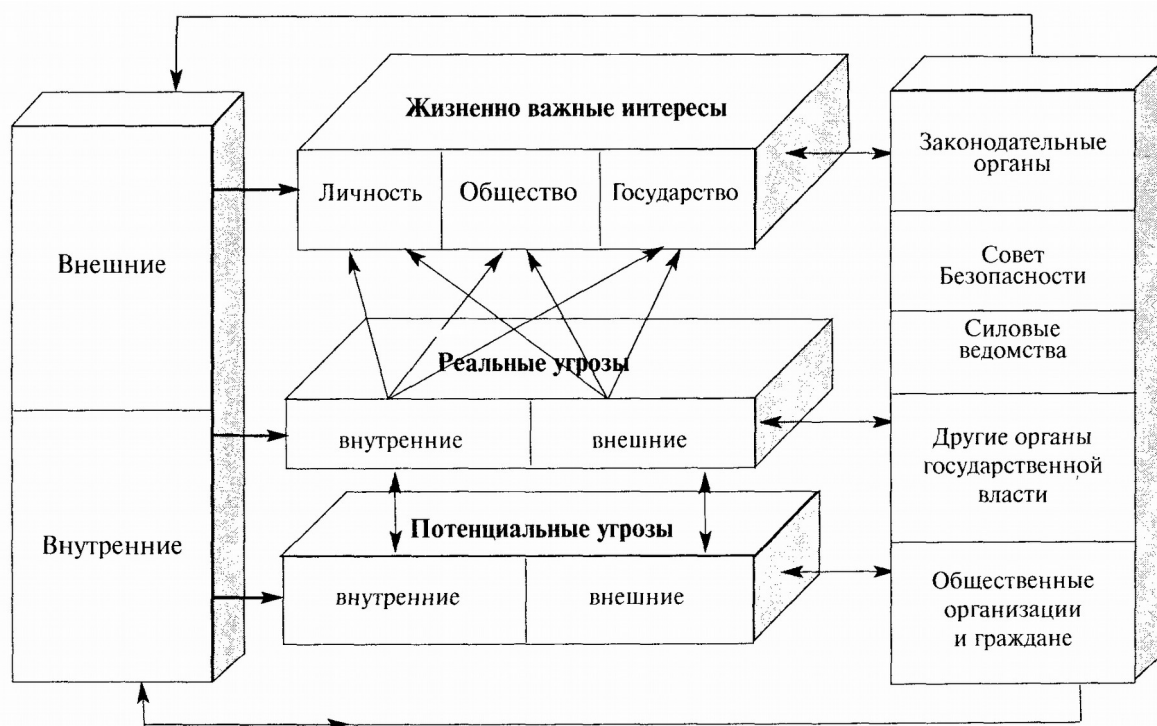 Жизненно важные интересы
Личность
Общество
Государство
Внешние
Внутренние
Реальные угрозы
внутренние
внешние
Потенциальные угрозы
внутренние
внешние
Законодательные
органы
Совет
Безопасности
Силовые
ведомства
Другие органы
государственной
власти
Общественные
организации
и граждане